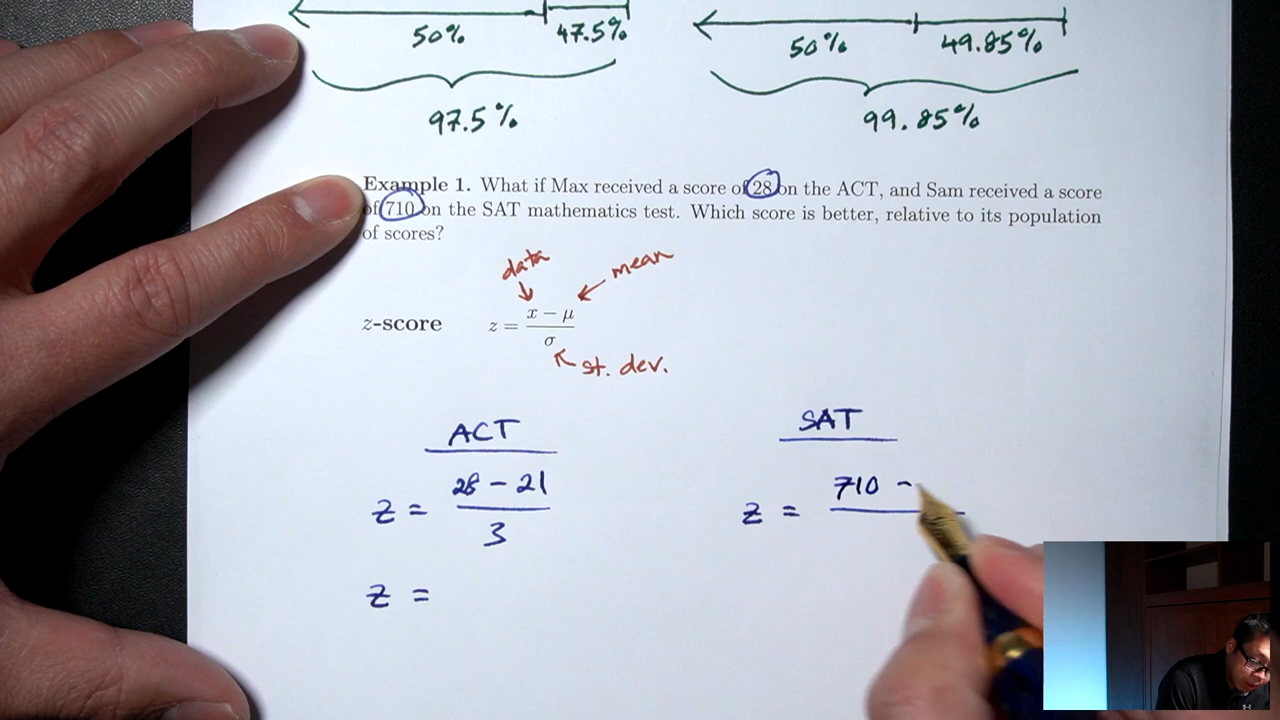 50% 47.5% 50% 49.85%
97.5% 99.85%
Example 1. What if Max received a score of 28 on the ACT, and Sam received a score
of 710 on the SAT mathematics test. Which score is better, relative to its population
of scores?
data mean
z-score z = x − μ
σ
st. dev.
ACT SAT
z = 28 − 21 z = 710 −
3
z =